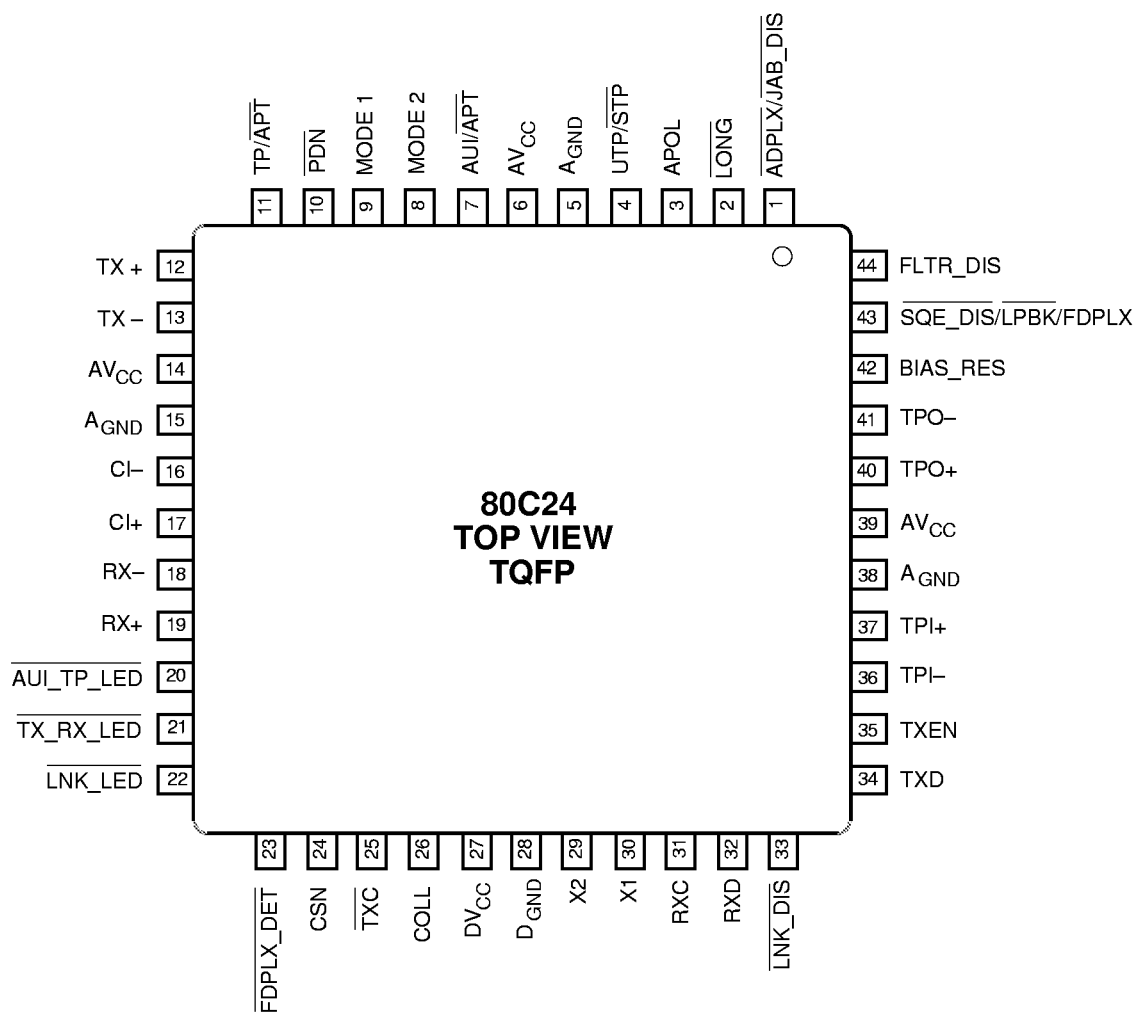 TP/APT
PDN
MODE 1
MODE 2
AUI/APT
AVCC
AGND
UTP/STP
APOL
LONG
ADPLX/JAB_DIS
11
10
9
8
7
6
5
4
3
2
1
TX +
12
TX –
13
AVCC
14
AGND
15
CI–
16
CI+
17
RX–
18
RX+
19
AUI_TP_LED
20
TX_RX_LED
21
LNK_LED
22
80C24
TOP VIEW
TQFP
44
FLTR_DIS
43
SQE_DIS/LPBK/FDPLX
42
BIAS_RES
41
TPO–
40
TPO+
39
AVCC
38
AGND
37
TPI+
36
TPI–
35
TXEN
34
TXD
23
24
25
26
27
28
29
30
31
32
33
FDPLX_DET
CSN
TXC
COLL
DVCC
DGND
X2
X1
RXC
RXD
LNK_DIS